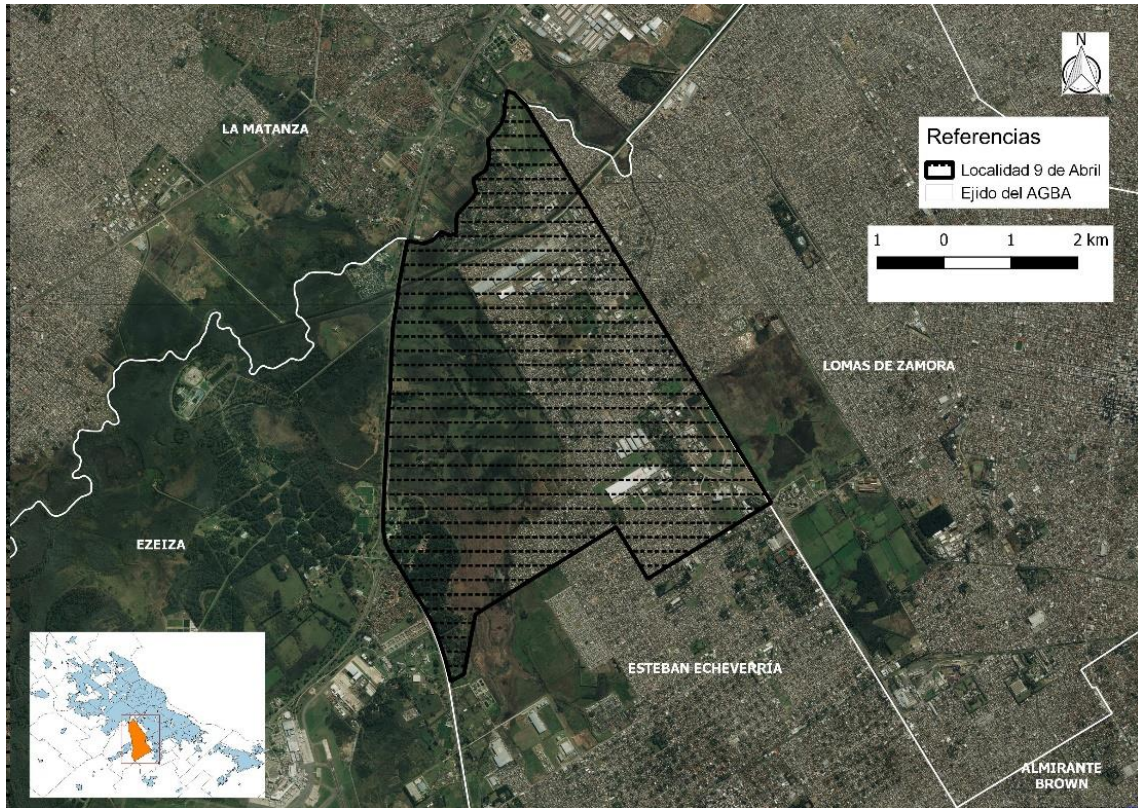 N
LA MATANZA
Referencias
Localidad 9 de Abril
Ejido del AGBA
1 0 1 2 km
LOMAS DE ZAMORA
EZEIZA
ESTEBAN ECHEVERRÍA
ALMIRANTE
BROWN